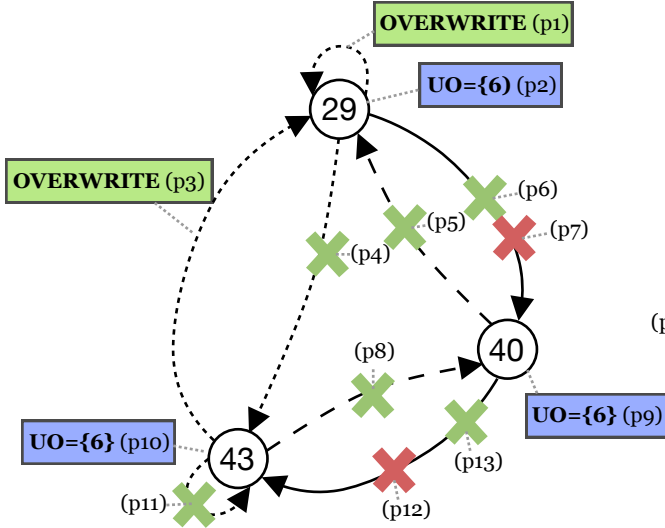 OVERWRITE (p1)
29
UO={6) (p2)
OVERWRITE (p3)
(p6)
(p5)
(p7)
(p4)
(p
40
(p8)
UO={6} (p9)
UO={6} (p10)
43
(p13)
(p11)
(p12)